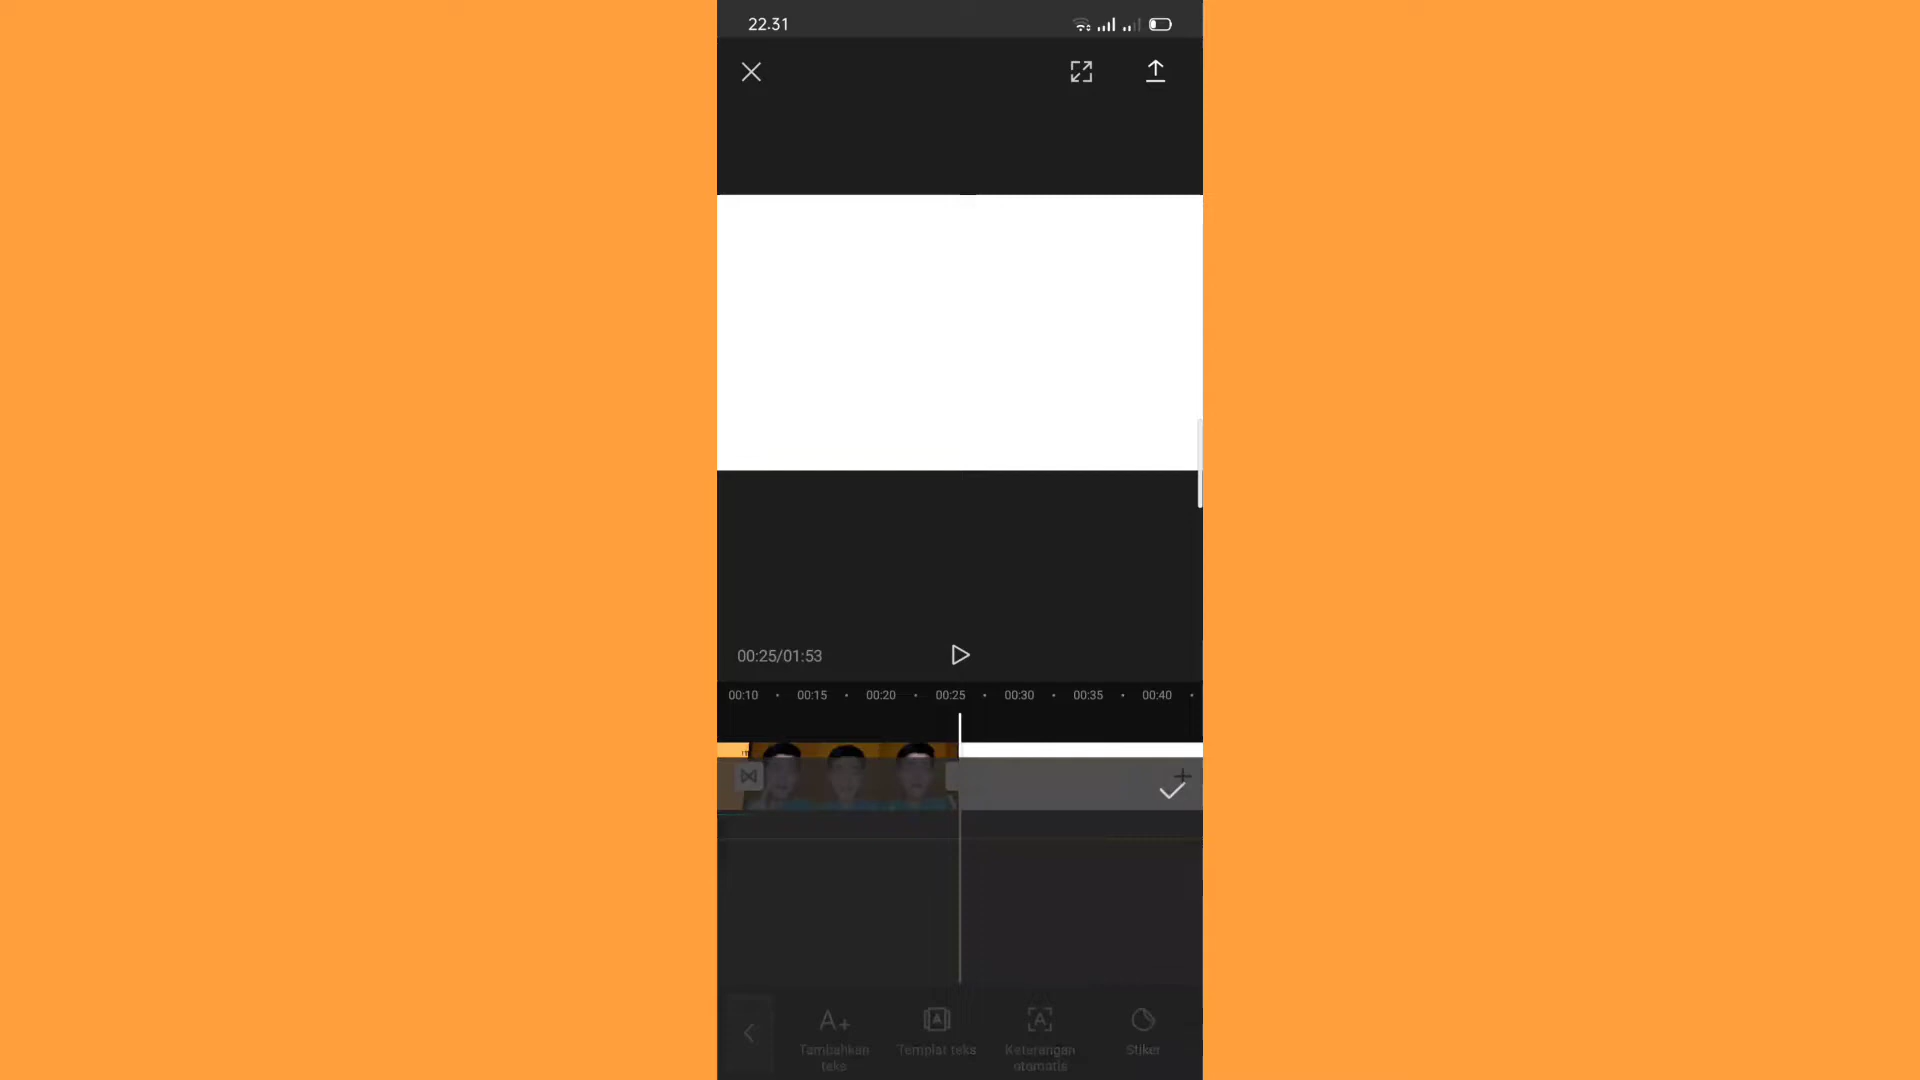 22.31
00:25/01:53
00:10 00:15 00:20 00:25 00:30 00:35 00:40
Tambahkan teks
Templat teks
Keterangan otomatis
Stiker